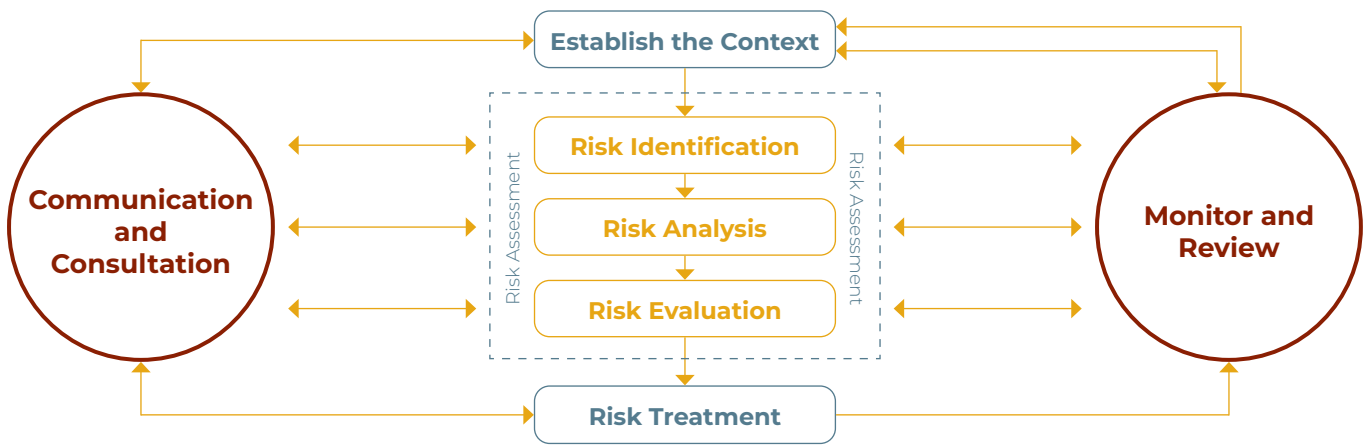 Establish the Context
Communication
and
Consultation
Risk Assessment
Risk Identification
Risk Analysis
Risk Evaluation
Risk Assessment
Monitor and
Review
Risk Treatment